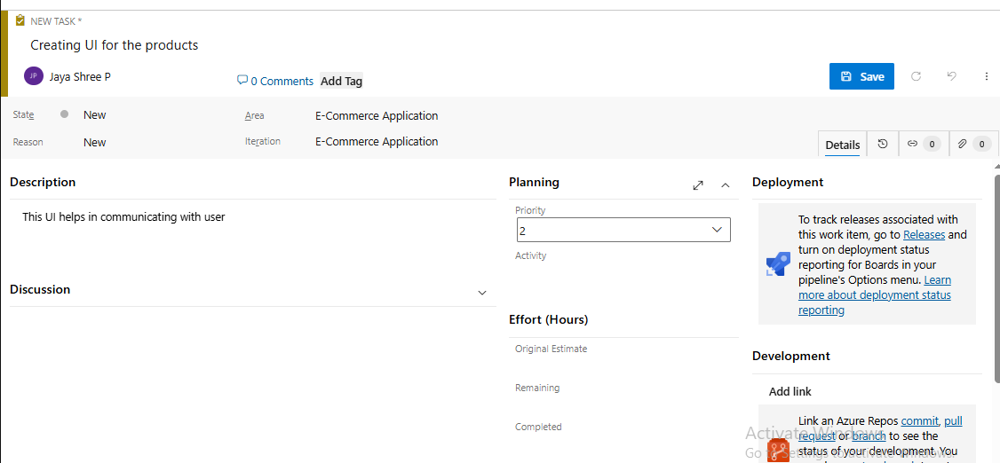 NEW TASK *
Creating UI for the products
JP
Jaya Shree P
0 Comments
Add Tag
Save
State
New
Area
E-Commerce Application
Reason
New
Iteration
E-Commerce Application
Details
0
0
Description
This UI helps in communicating with user
Discussion
Planning
Priority
2
Activity
Effort (Hours)
Original Estimate
Remaining
Completed
Deployment
To track releases associated with
this work item, go to Releases and
turn on deployment status
reporting for Boards in your
pipeline's Options menu. Learn
more about deployment status
reporting
Development
Add link
Link an Azure Repos commit, pull
request or branch to see the
status of your development. You
Activate Windows
Go to Settings to activate Windows.